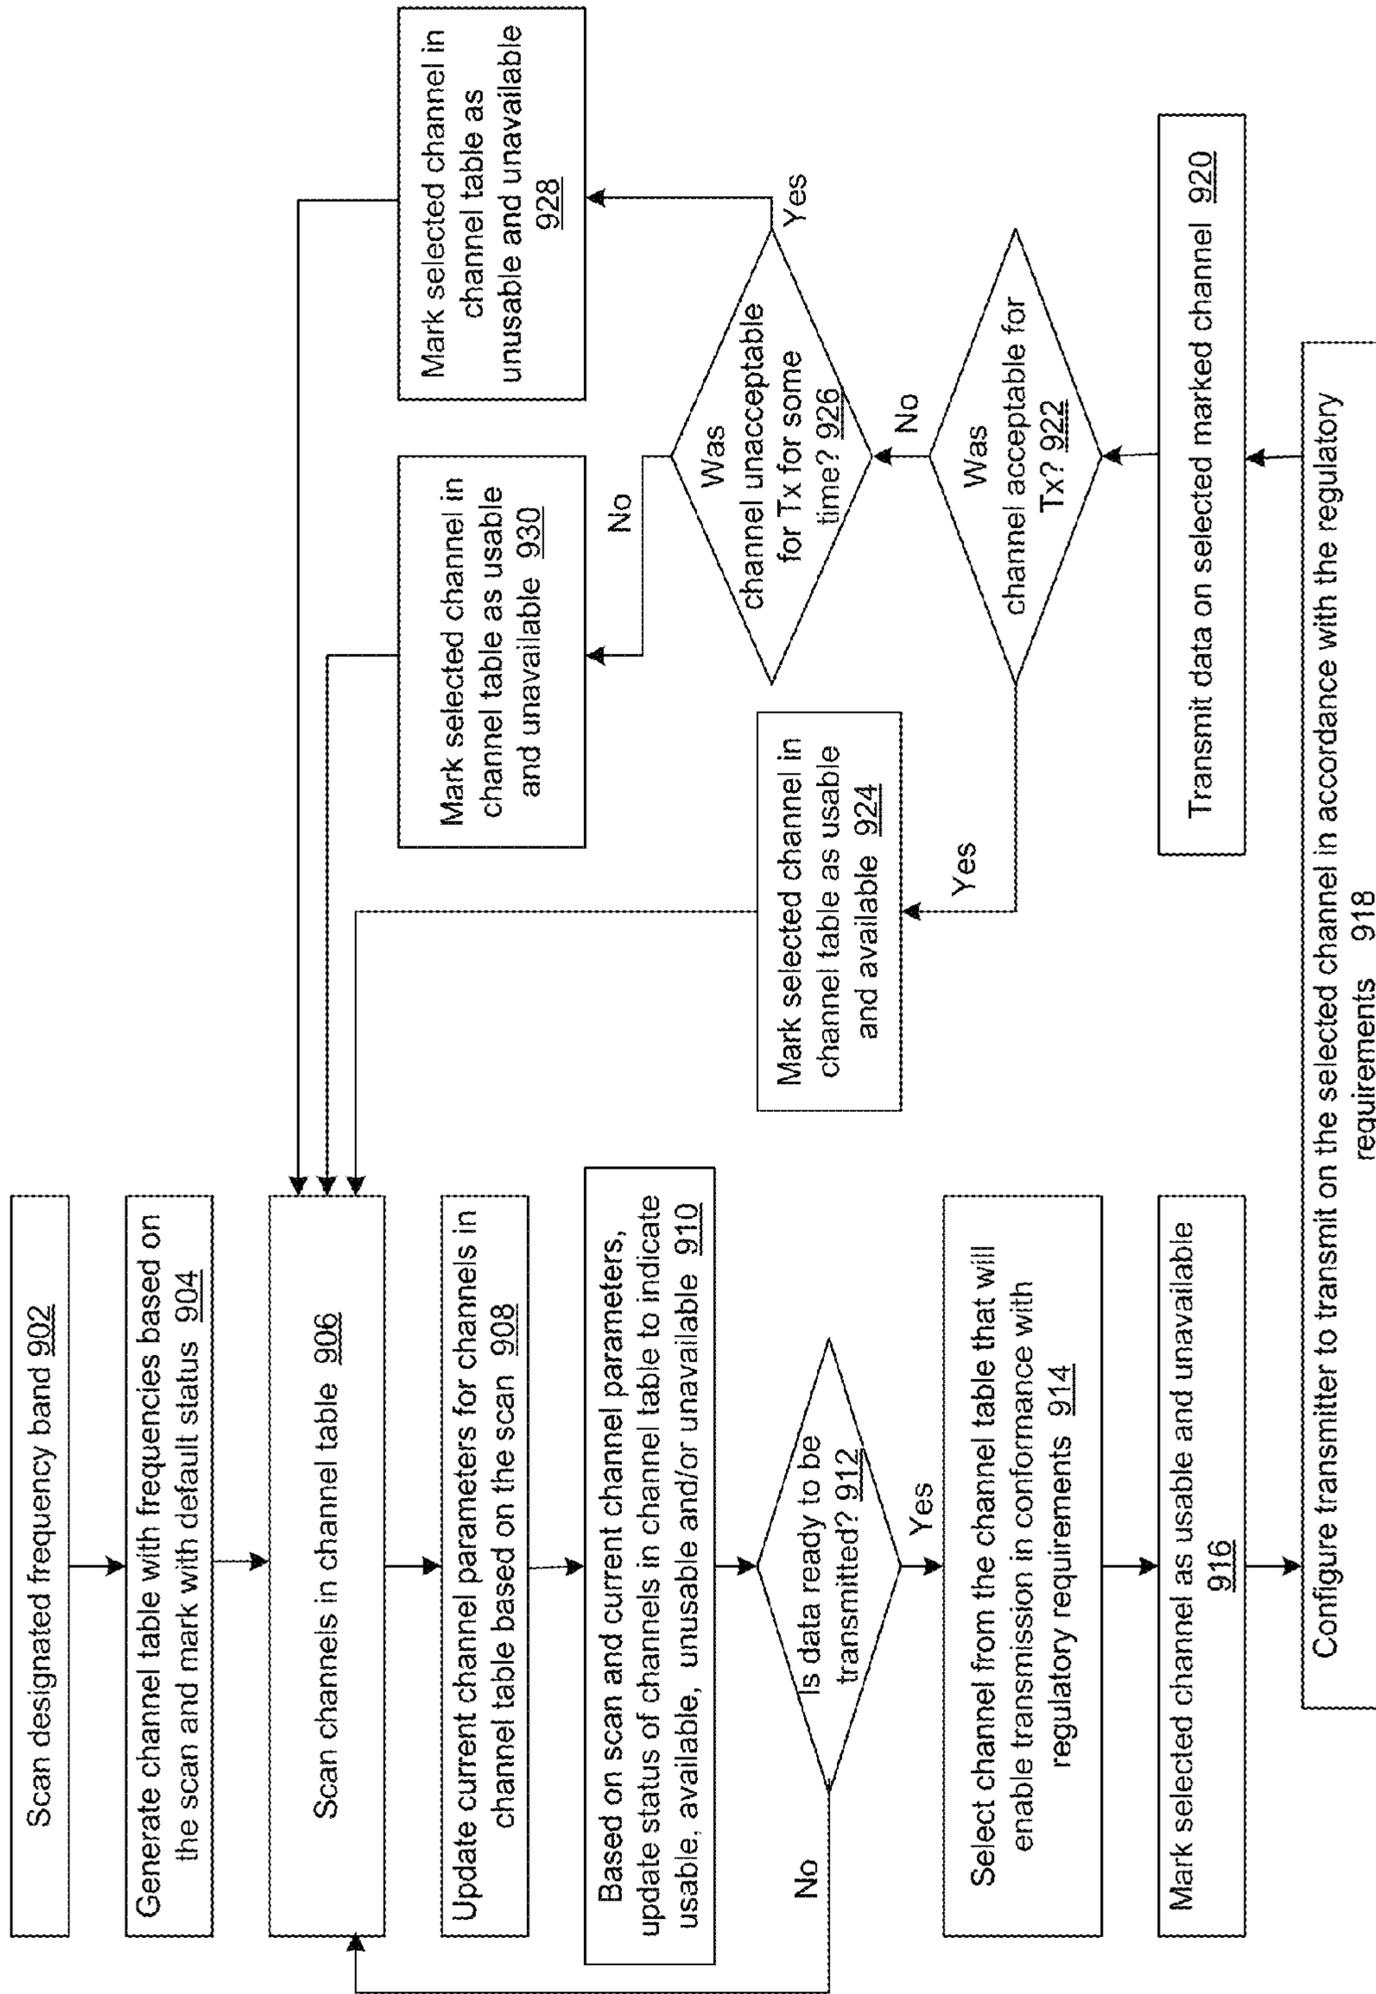 Scan designated frequency band 902
Generate channel table with frequencies based on
the scan and mark with default status 904
Scan channels in channel table 906
Update current channel parameters for channels in
channel table based on the scan 908
Based on scan and current channel parameters,
update status of channels in channel table to indicate
usable, available, unusable and/or unavailable 910
Is data ready to be
transmitted? 912
No
Yes
Select channel from the channel table that will
enable transmission in conformance with
regulatory requirements 914
Mark selected channel as usable and unavailable
916
Configure transmitter to transmit on the selected channel in accordance with the regulatory
requirements 918
Transmit data on selected marked channel 920
Was
channel acceptable for
Tx? 922
Yes
No
Mark selected channel in
channel table as usable
and available 924
Was
channel unacceptable
for Tx for some
time? 926
Yes
No
Mark selected channel in
channel table as
unusable and unavailable
928
Mark selected channel in
channel table as usable
and unavailable 930